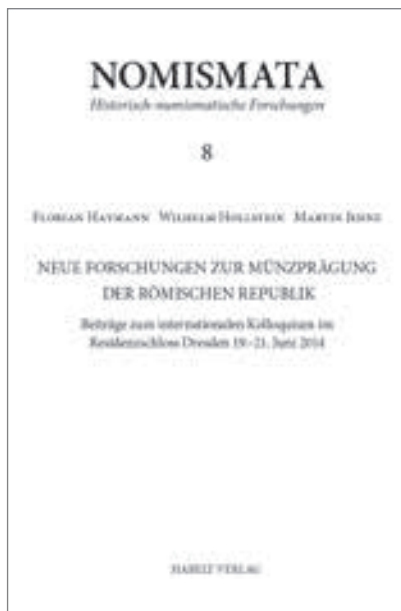 NOMISMATA
Historisch-numismatische Forschungen
8
Florian Haymann Wilhelm Hollstein Martin Jehne
NEUE FORSCHUNGEN ZUR MÜNZPRÄGUNG
DER RÖMISCHEN REPUBLIK
Beiträge zum internationalen Kolloquium im
Residenzschloss Dresden 19.–21. Juni 2014
HABELT VERLAG